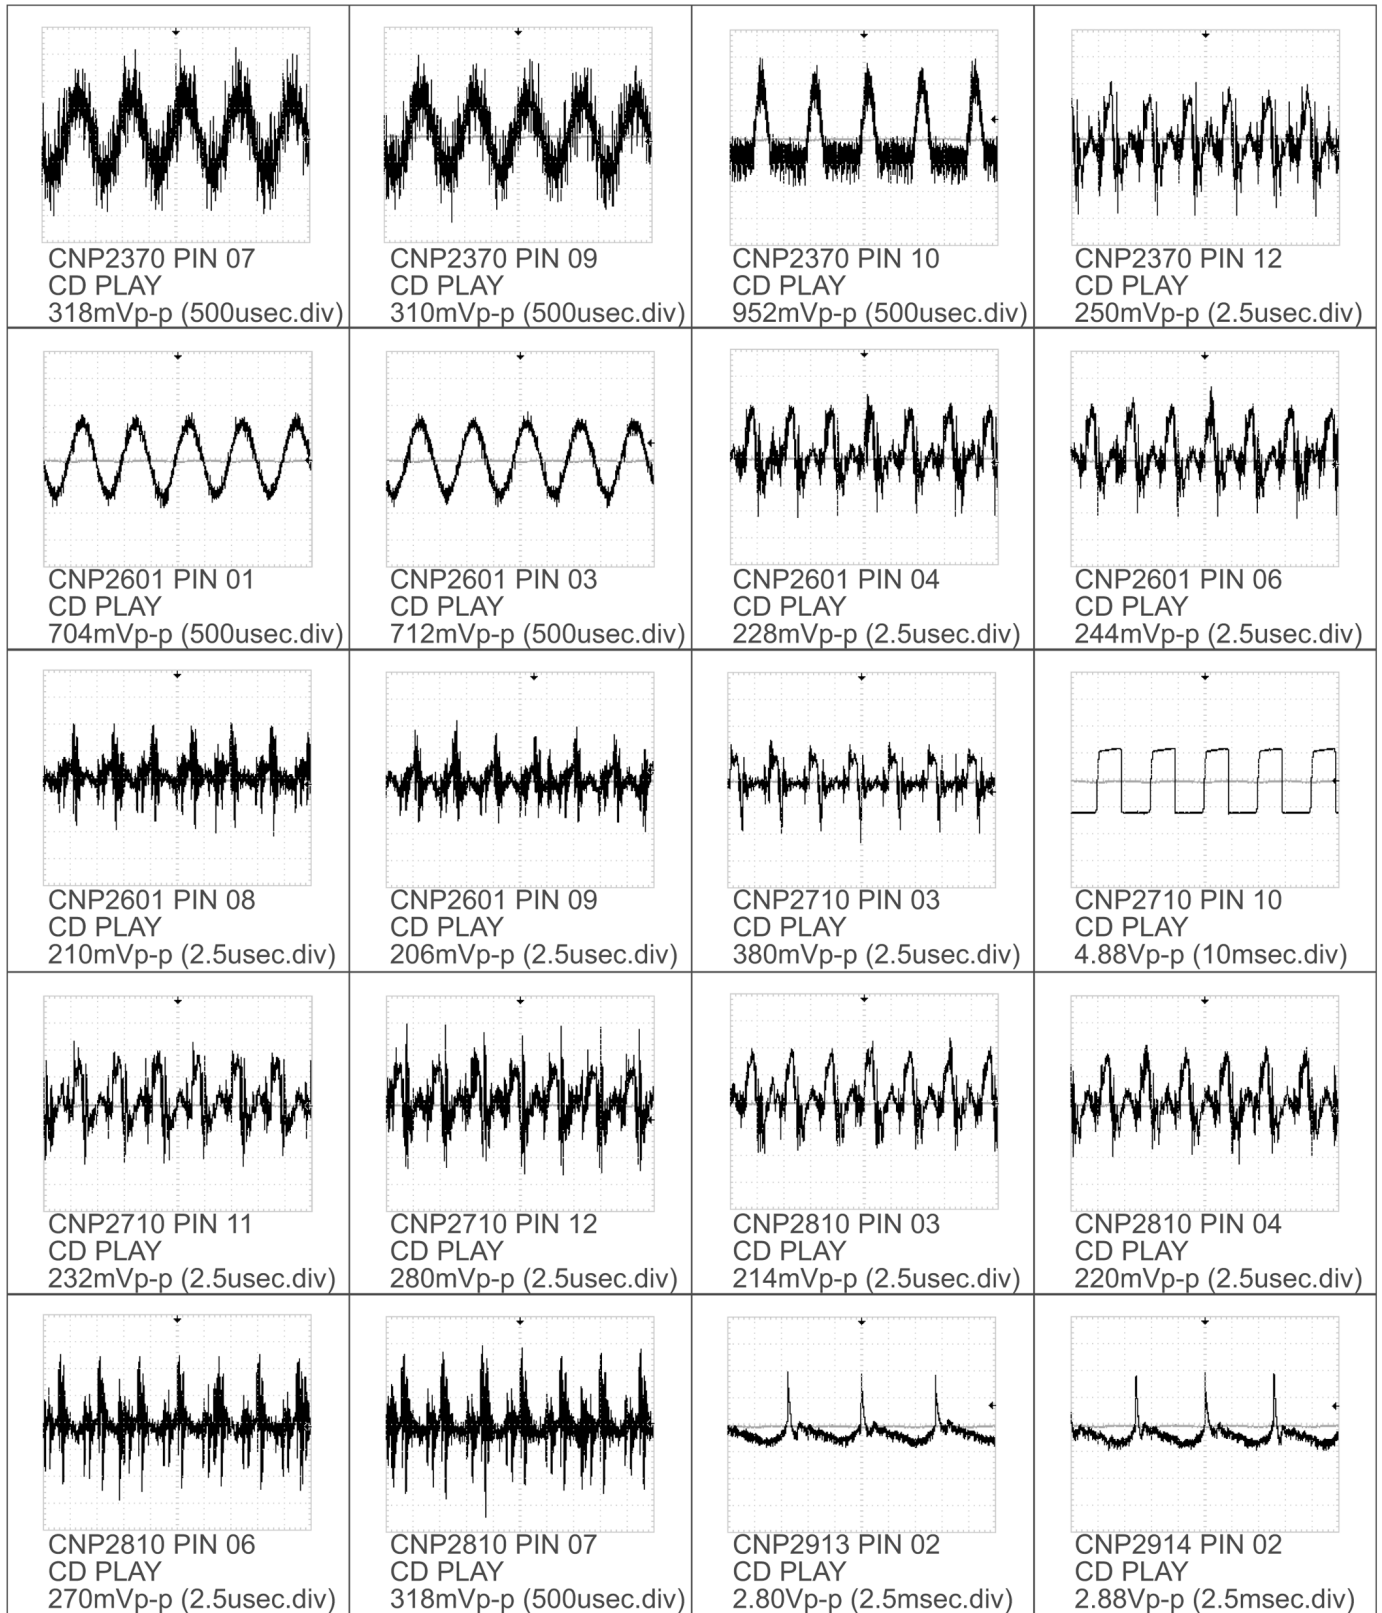 CNP2370 PIN 07
CD PLAY
318mVp-p (500usec.div)
CNP2370 PIN 09
CD PLAY
310mVp-p (500usec.div)
CNP2370 PIN 10
CD PLAY
952mVp-p (500usec.div)
CNP2370 PIN 12
CD PLAY
250mVp-p (2.5usec.div)
CNP2601 PIN 01
CD PLAY
704mVp-p (500usec.div)
CNP2601 PIN 03
CD PLAY
712mVp-p (500usec.div)
CNP2601 PIN 04
CD PLAY
228mVp-p (2.5usec.div)
CNP2601 PIN 06
CD PLAY
244mVp-p (2.5usec.div)
CNP2601 PIN 08
CD PLAY
210mVp-p (2.5usec.div)
CNP2601 PIN 09
CD PLAY
206mVp-p (2.5usec.div)
CNP2710 PIN 03
CD PLAY
380mVp-p (2.5usec.div)
CNP2710 PIN 10
CD PLAY
4.88Vp-p (10msec.div)
CNP2710 PIN 11
CD PLAY
232mVp-p (2.5usec.div)
CNP2710 PIN 12
CD PLAY
280mVp-p (2.5usec.div)
CNP2810 PIN 03
CD PLAY
214mVp-p (2.5usec.div)
CNP2810 PIN 04
CD PLAY
220mVp-p (2.5usec.div)
CNP2810 PIN 06
CD PLAY
270mVp-p (2.5usec.div)
CNP2810 PIN 07
CD PLAY
318mVp-p (500usec.div)
CNP2913 PIN 02
CD PLAY
2.80Vp-p (2.5msec.div)
CNP2914 PIN 02
CD PLAY
2.88Vp-p (2.5msec.div)